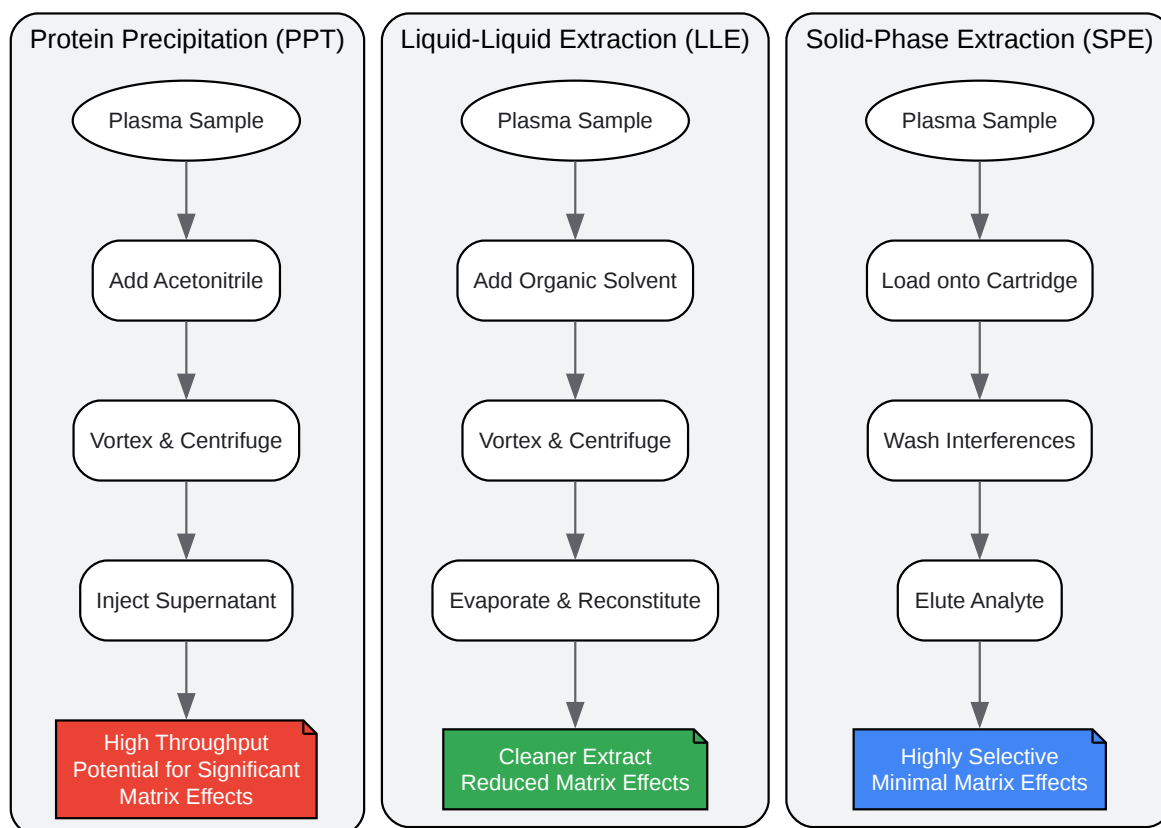 Protein Precipitation (PPT)
Plasma Sample
Add Acetonitrile
Vortex & Centrifuge
Inject Supernatant
High Throughput
Potential for Significant
Matrix Effects
Liquid-Liquid Extraction (LLE)
Plasma Sample
Add Organic Solvent
Vortex & Centrifuge
Evaporate & Reconstitute
Cleaner Extract
Reduced Matrix Effects
Solid-Phase Extraction (SPE)
Plasma Sample
Load onto Cartridge
Wash Interferences
Elute Analyte
Highly Selective
Minimal Matrix Effects